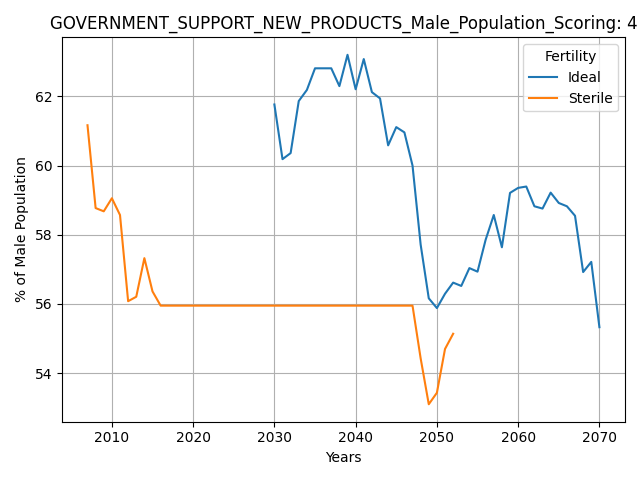 GOVERNMENT_SUPPORT_NEW_PRODUCTS_Male_Population_Scoring: 4
Fertility
Ideal
Sterile
% of Male Population
62
60
58
56
54
2010
2020
2030
2040
2050
2060
2070
Years